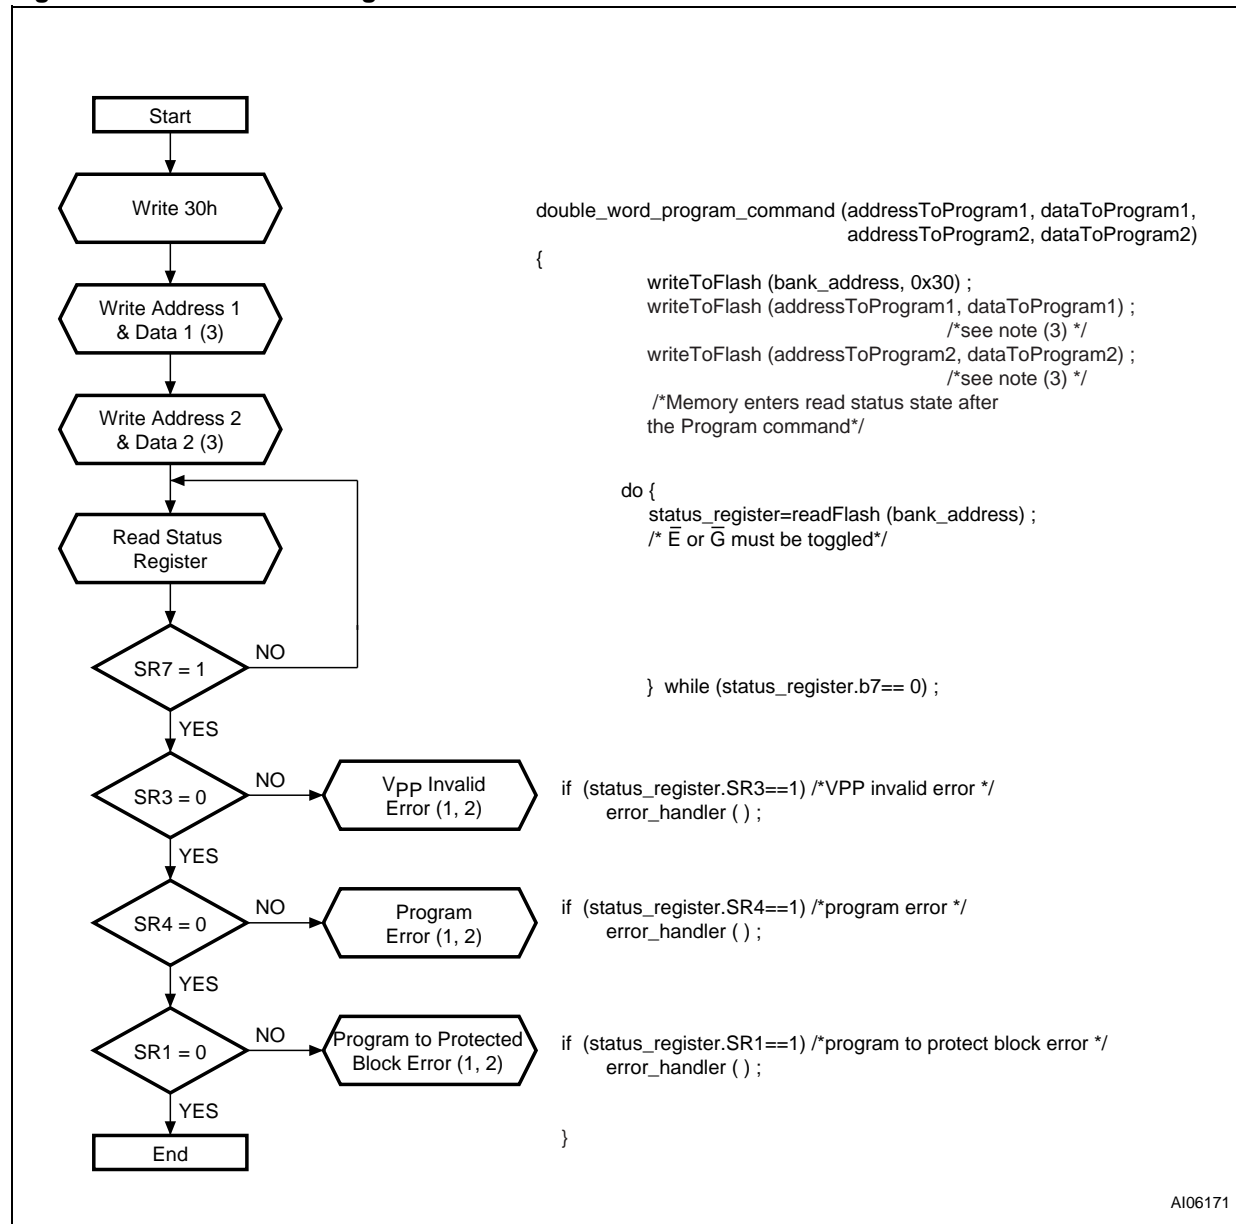 Start
Write 30h
Write Address 1
& Data 1 (3)
Write Address 2
& Data 2 (3)
Read Status
Register
SR7 = 1
NO
YES
SR3 = 0
NO
VPP Invalid
Error (1, 2)
YES
SR4 = 0
NO
Program
Error (1, 2)
YES
SR1 = 0
NO
Program to Protected
Block Error (1, 2)
YES
End
double_word_program_command (addressToProgram1, dataToProgram1,
addressToProgram2, dataToProgram2)
{
writeToFlash (bank_address, 0x30) ;
writeToFlash (addressToProgram1, dataToProgram1) ;
/*see note (3) */
writeToFlash (addressToProgram2, dataToProgram2) ;
/*see note (3) */
/*Memory enters read status state after
the Program command*/
do {
status_register=readFlash (bank_address) ;
/* E̅ or G̅ must be toggled*/
} while (status_register.b7== 0) ;
if (status_register.SR3==1) /*VPP invalid error */
error_handler ( ) ;
if (status_register.SR4==1) /*program error */
error_handler ( ) ;
if (status_register.SR1==1) /*program to protect block error */
error_handler ( ) ;
}
AI06171